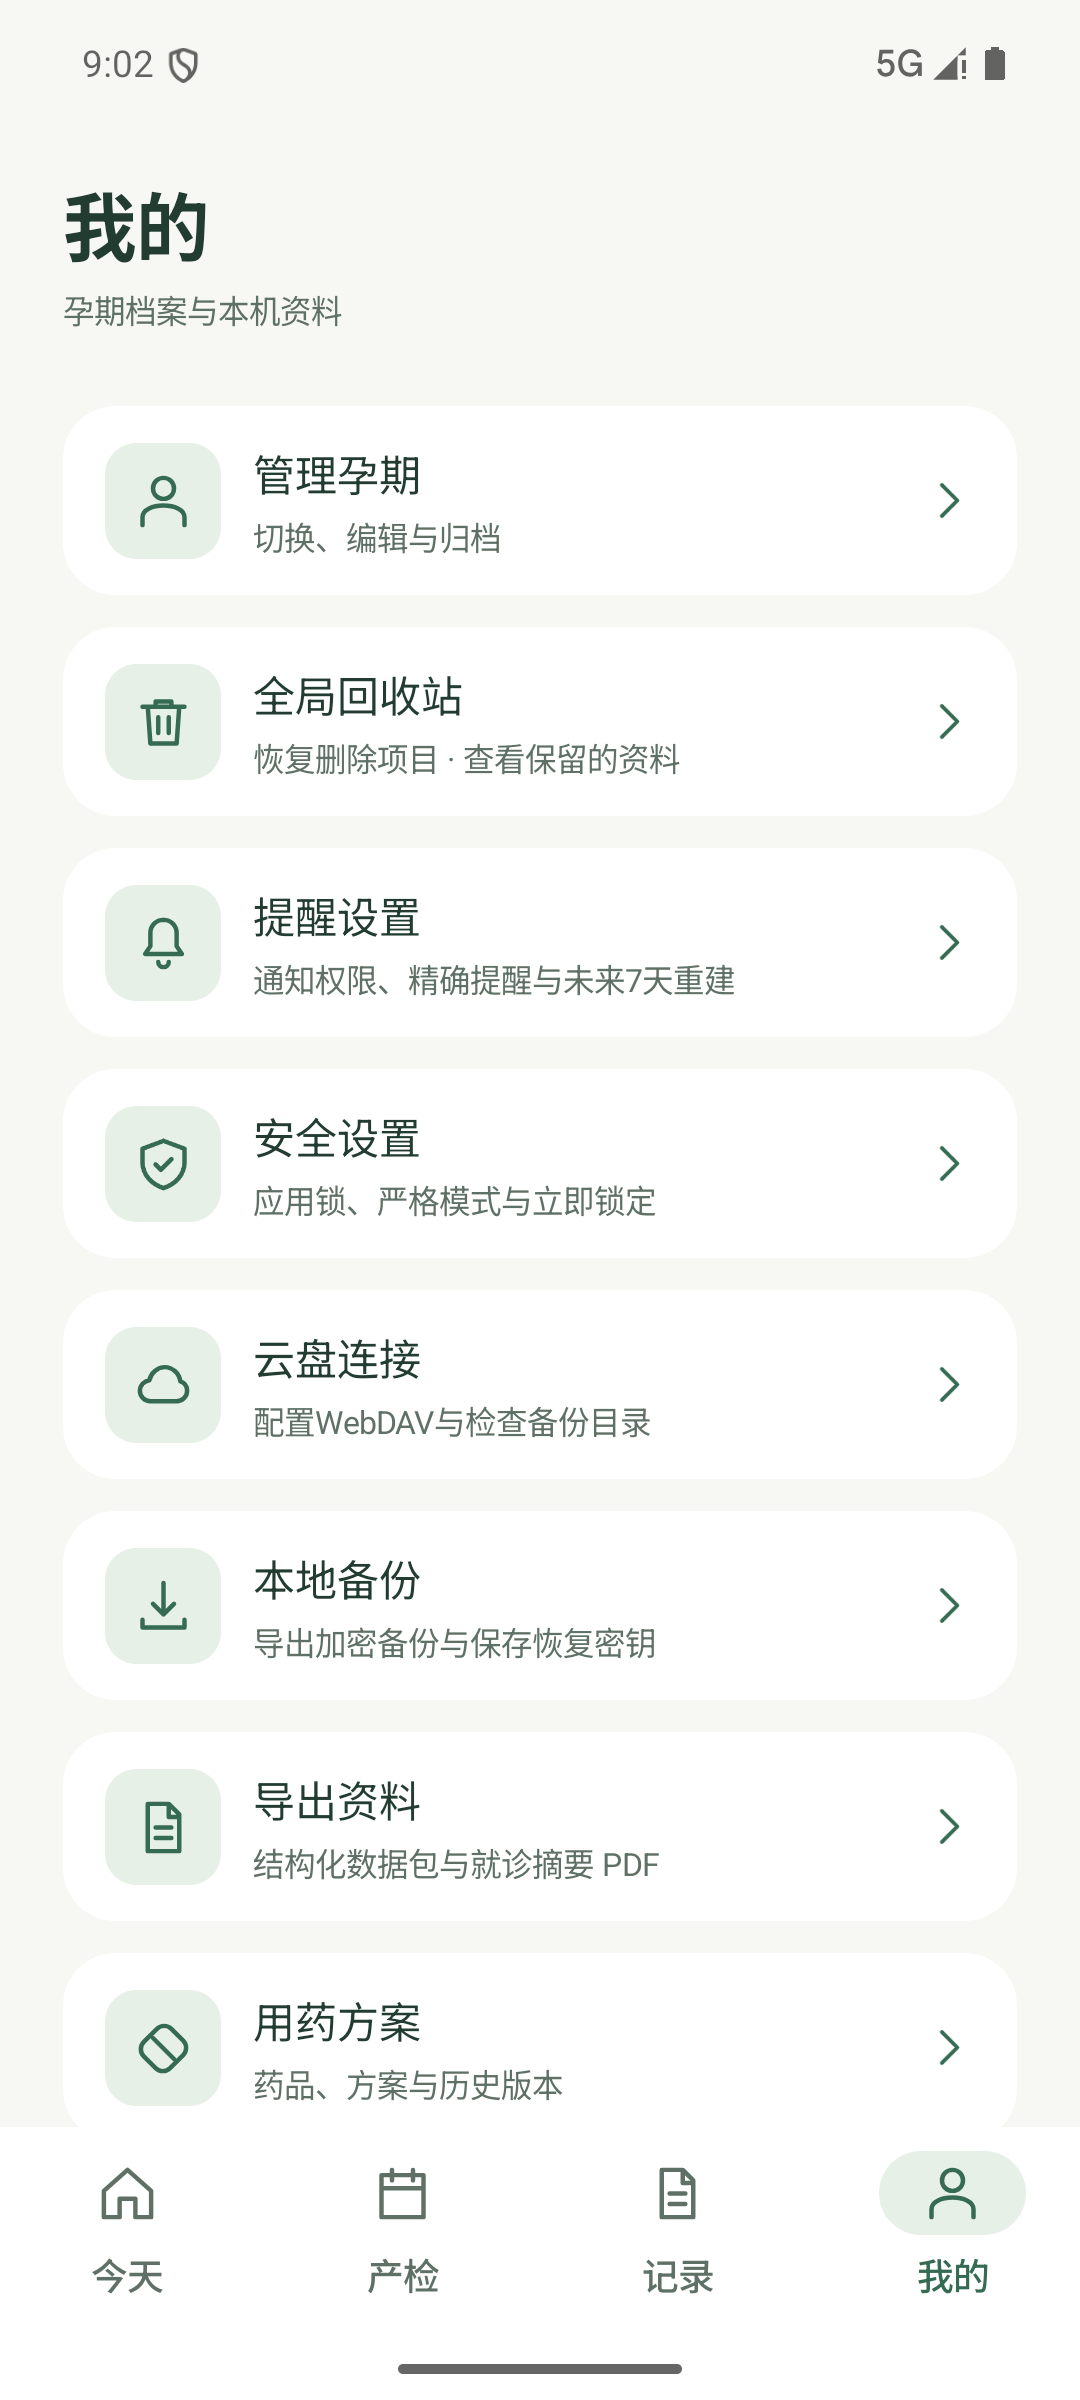 9:02
5G
我的
孕期档案与本机资料
管理孕期
切换、编辑与归档
全局回收站
恢复删除项目 · 查看保留的资料
提醒设置
通知权限、精确提醒与未来7天重建
安全设置
应用锁、严格模式与立即锁定
云盘连接
配置WebDAV与检查备份目录
本地备份
导出加密备份与保存恢复密钥
导出资料
结构化数据包与就诊摘要 PDF
用药方案
药品、方案与历史版本
今天
产检
记录
我的